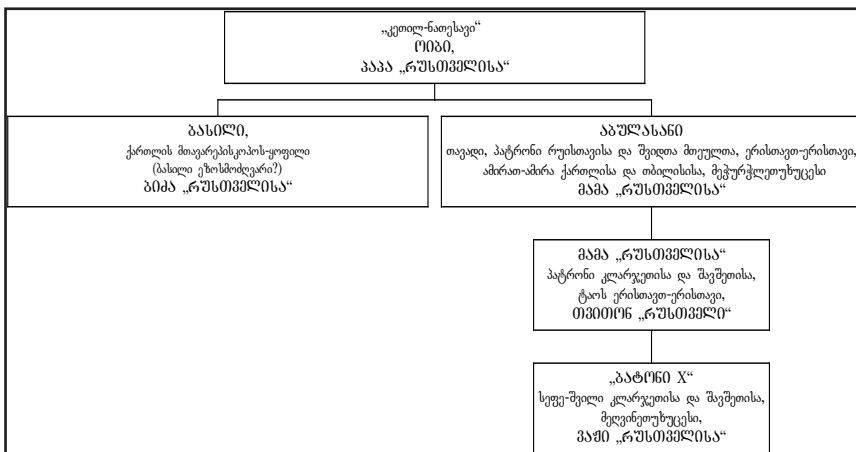 „კეთილ-ნათესავი“
იობი,
პაპა „რუსთველისა“
ბასილი,
ქართლის მთავარეპისკოპოს-ყოფილი
(ბასილი ეზოსმოძღვარი?)
ბიძა „რუსთველისა“
აბულასანი
თავადი, პატრონი რუისთავისა და შვიდთა მთეულთა, ერისთავთ-ერისთავი,
ამირათ-ამირა ქართლისა და თბილისისა, მეჭურჭლეთუხუცესი
მამა „რუსთველისა“
მამა „რუსთველისა“
პატრონი კლარჯეთისა და შავშეთისა,
ტაოს ერისთავთ-ერისთავი,
თვითონ „რუსთველი“
„ბატონი X“
სეფე-შვილი კლარჯეთისა და შავშეთისა,
მეღვინეთუხუცესი,
ვაჟი „რუსთველისა“